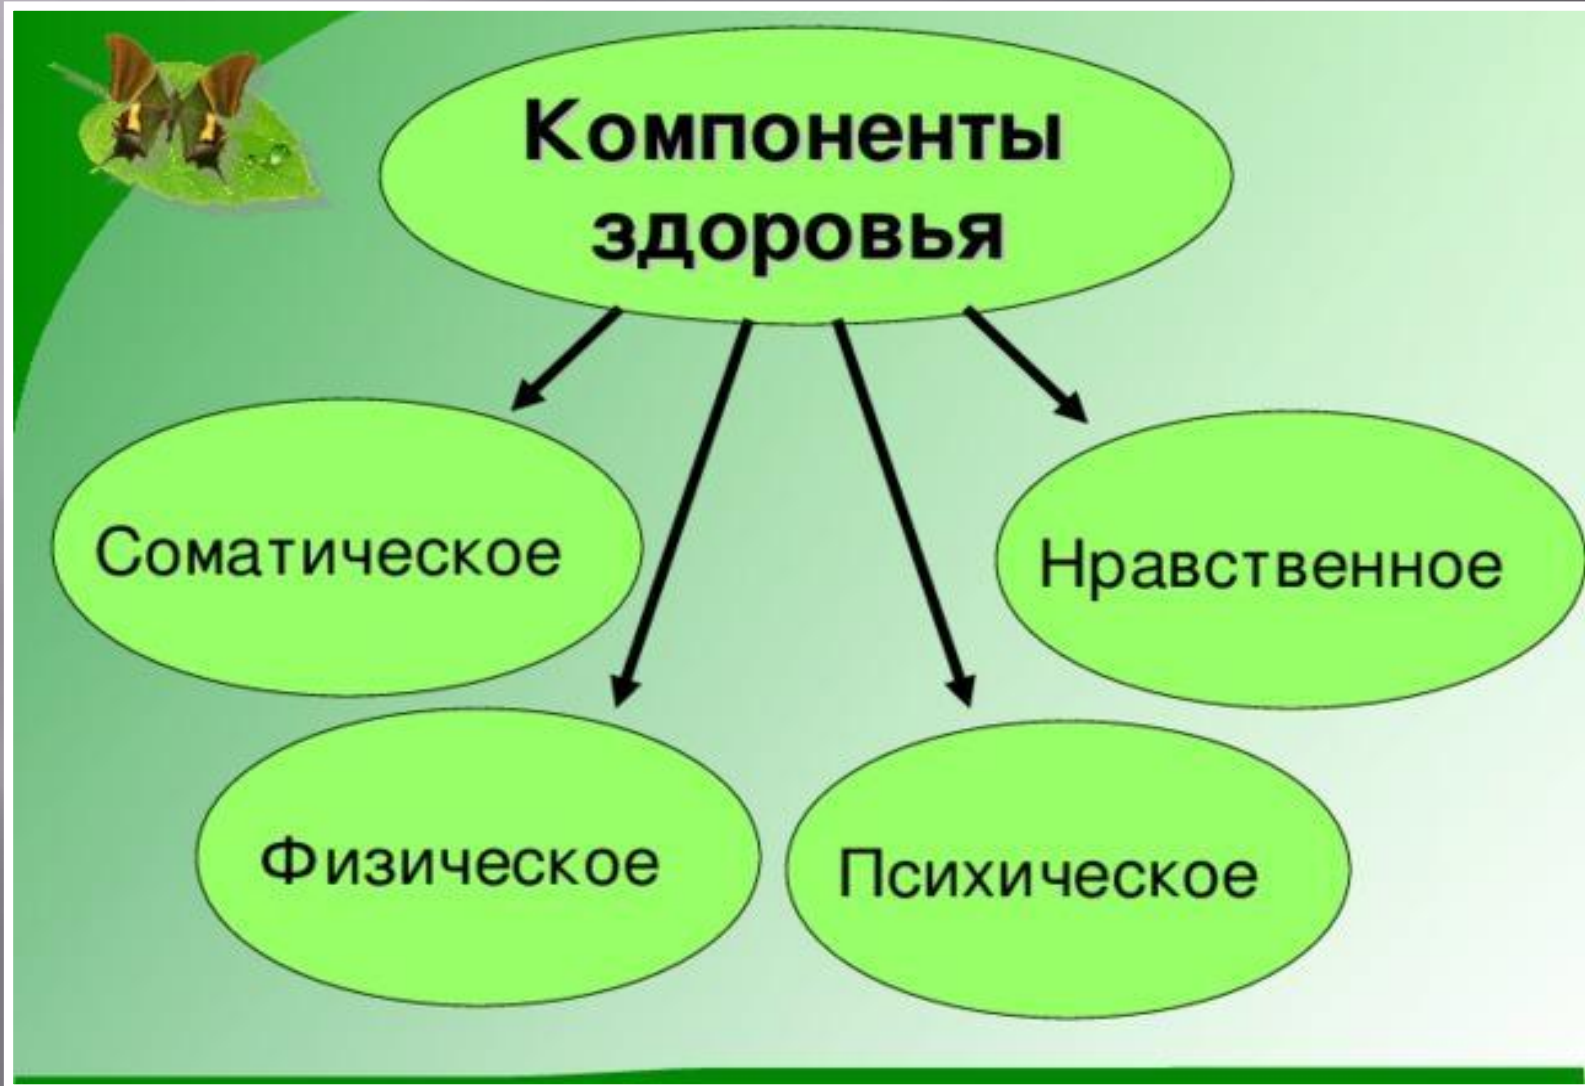 Компоненты
здоровья
Соматическое
Нравственное
Физическое
Психическое